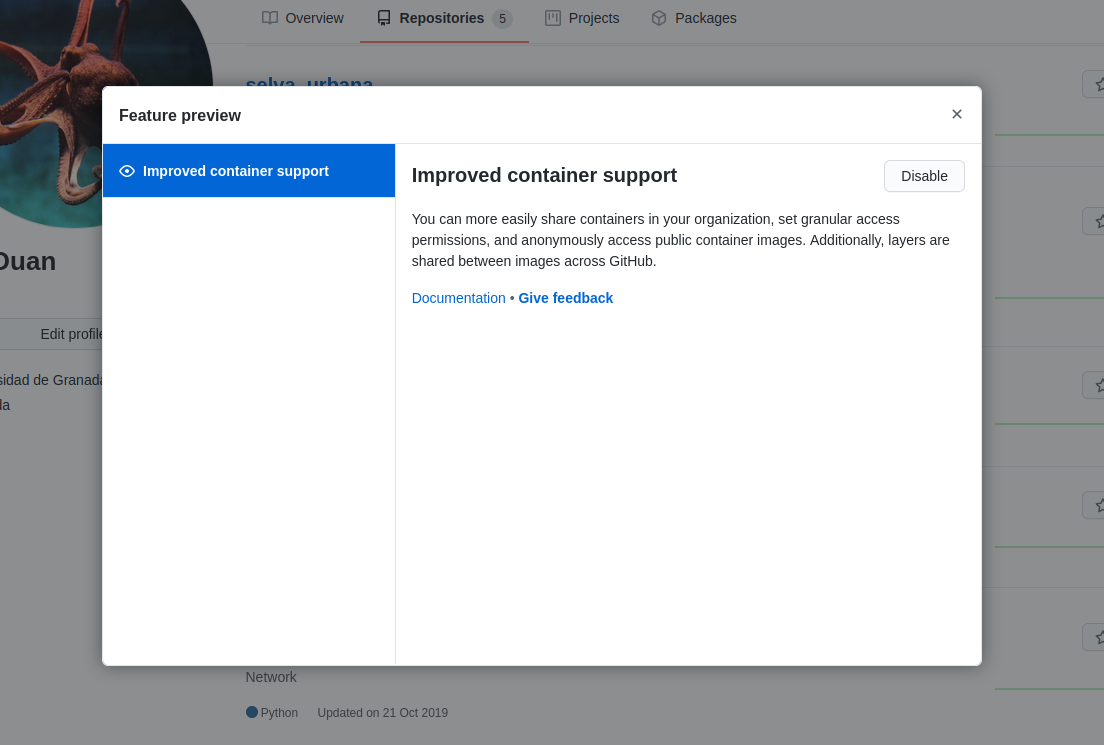 Overview Repositories 5 Projects Packages
selva_urbana
Feature preview
Improved container support
Improved container support
Disable
You can more easily share containers in your organization, set granular access
permissions, and anonymously access public container images. Additionally, layers are
shared between images across GitHub.
Documentation • Give feedback
Duan
Edit profile
sidad de Granada
da
Network
Python Updated on 21 Oct 2019